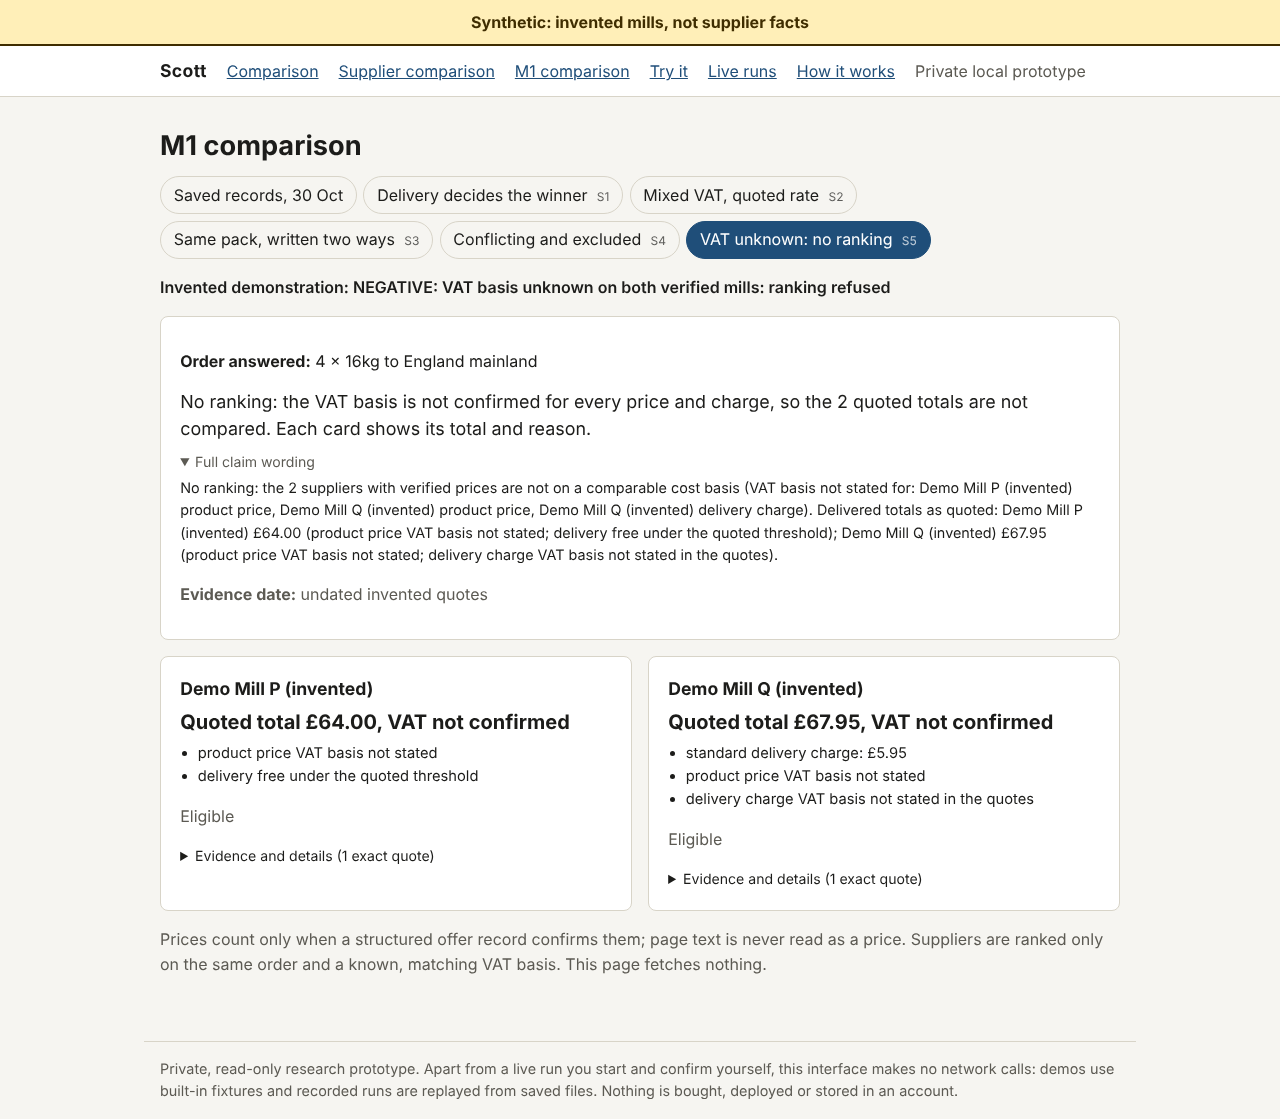 Synthetic: invented mills, not supplier facts
Scott Comparison Supplier comparison M1 comparison Try it Live runs How it works Private local prototype
M1 comparison
Saved records, 30 Oct Delivery decides the winner S1 Mixed VAT, quoted rate S2
Same pack, written two ways S3 Conflicting and excluded S4 VAT unknown: no ranking S5
Invented demonstration: NEGATIVE: VAT basis unknown on both verified mills: ranking refused
Order answered: 4 × 16kg to England mainland
No ranking: the VAT basis is not confirmed for every price and charge, so the 2 quoted totals are not
compared. Each card shows its total and reason.
▼ Full claim wording
No ranking: the 2 suppliers with verified prices are not on a comparable cost basis (VAT basis not stated for: Demo Mill P (invented)
product price, Demo Mill Q (invented) product price, Demo Mill Q (invented) delivery charge). Delivered totals as quoted: Demo Mill P
(invented) £64.00 (product price VAT basis not stated; delivery free under the quoted threshold); Demo Mill Q (invented) £67.95
(product price VAT basis not stated; delivery charge VAT basis not stated in the quotes).
Evidence date: undated invented quotes
Demo Mill P (invented)
Quoted total £64.00, VAT not confirmed
• product price VAT basis not stated
• delivery free under the quoted threshold
Eligible
▶ Evidence and details (1 exact quote)
Demo Mill Q (invented)
Quoted total £67.95, VAT not confirmed
• standard delivery charge: £5.95
• product price VAT basis not stated
• delivery charge VAT basis not stated in the quotes
Eligible
▶ Evidence and details (1 exact quote)
Prices count only when a structured offer record confirms them; page text is never read as a price. Suppliers are ranked only
on the same order and a known, matching VAT basis. This page fetches nothing.
Private, read-only research prototype. Apart from a live run you start and confirm yourself, this interface makes no network calls: demos use
built-in fixtures and recorded runs are replayed from saved files. Nothing is bought, deployed or stored in an account.